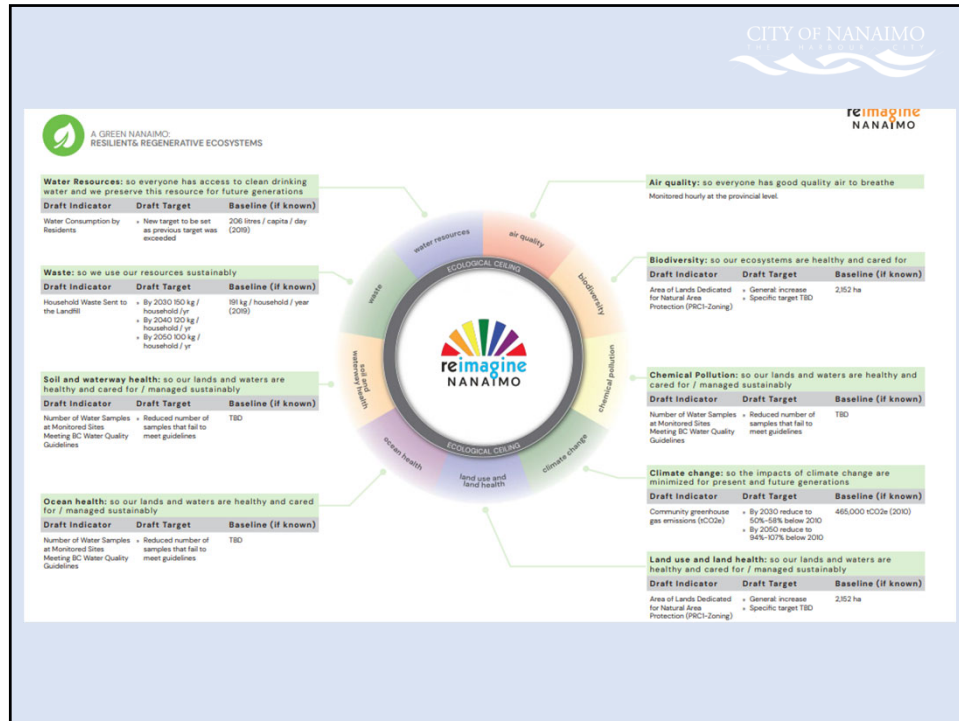 CITY OF NANAIMO
THE HARBOUR CITY
reimagine
NANAIMO
A GREEN NANAIMO:
RESILIENT& REGENERATIVE ECOSYSTEMS
Water Resources: so everyone has access to clean drinking
water and we preserve this resource for future generations
Draft Indicator Draft Target Baseline (if known)
Water Consumption by » New target to be set 206 litres / capita / day
Residents as previous target was (2019)
exceeded
Waste: so we use our resources sustainably
Draft Indicator Draft Target Baseline (if known)
Household Waste Sent to » By 2030 150 kg / 191 kg / household / year
the Landfill household /yr (2019)
» By 2040 120 kg /
household / yr
» By 2050 100 kg /
household / yr
Soil and waterway health: so our lands and waters are
healthy and cared for / managed sustainably
Draft Indicator Draft Target Baseline (if known)
Number of Water Samples » Reduced number of TBD
at Monitored Sites samples that fail to
Meeting BC Water Quality meet guidelines
Guidelines
Ocean health: so our lands and waters are healthy and cared
for / managed sustainably
Draft Indicator Draft Target Baseline (if known)
Number of Water Samples » Reduced number of TBD
at Monitored Sites samples that fail to
Meeting BC Water Quality meet guidelines
Guidelines
water resources
air quality
biodiversity
chemical pollution
climate change
land use and
land health
ocean health
soil and
waterway health
waste
ECOLOGICAL CEILING
reimagine
NANAIMO
ECOLOGICAL CEILING
Air quality: so everyone has good quality air to breathe
Monitored hourly at the provincial level.
Biodiversity: so our ecosystems are healthy and cared for
Draft Indicator Draft Target Baseline (if known)
Area of Lands Dedicated » General: increase 2,152 ha
for Natural Area » Specific target TBD
Protection (PRC1-Zoning)
Chemical Pollution: so our lands and waters are healthy and
cared for / managed sustainably
Draft Indicator Draft Target Baseline (if known)
Number of Water Samples » Reduced number of TBD
at Monitored Sites samples that fail to
Meeting BC Water Quality meet guidelines
Guidelines
Climate change: so the impacts of climate change are
minimized for present and future generations
Draft Indicator Draft Target Baseline (if known)
Community greenhouse » By 2030 reduce to 465,000 tCO2e (2010)
gas emissions (tCO2e) 50%-58% below 2010
» By 2050 reduce to
94%-107% below 2010
Land use and land health: so our lands and waters are
healthy and cared for / managed sustainably
Draft Indicator Draft Target Baseline (if known)
Area of Lands Dedicated » General: increase 2,152 ha
for Natural Area » Specific target TBD
Protection (PRC1-Zoning)